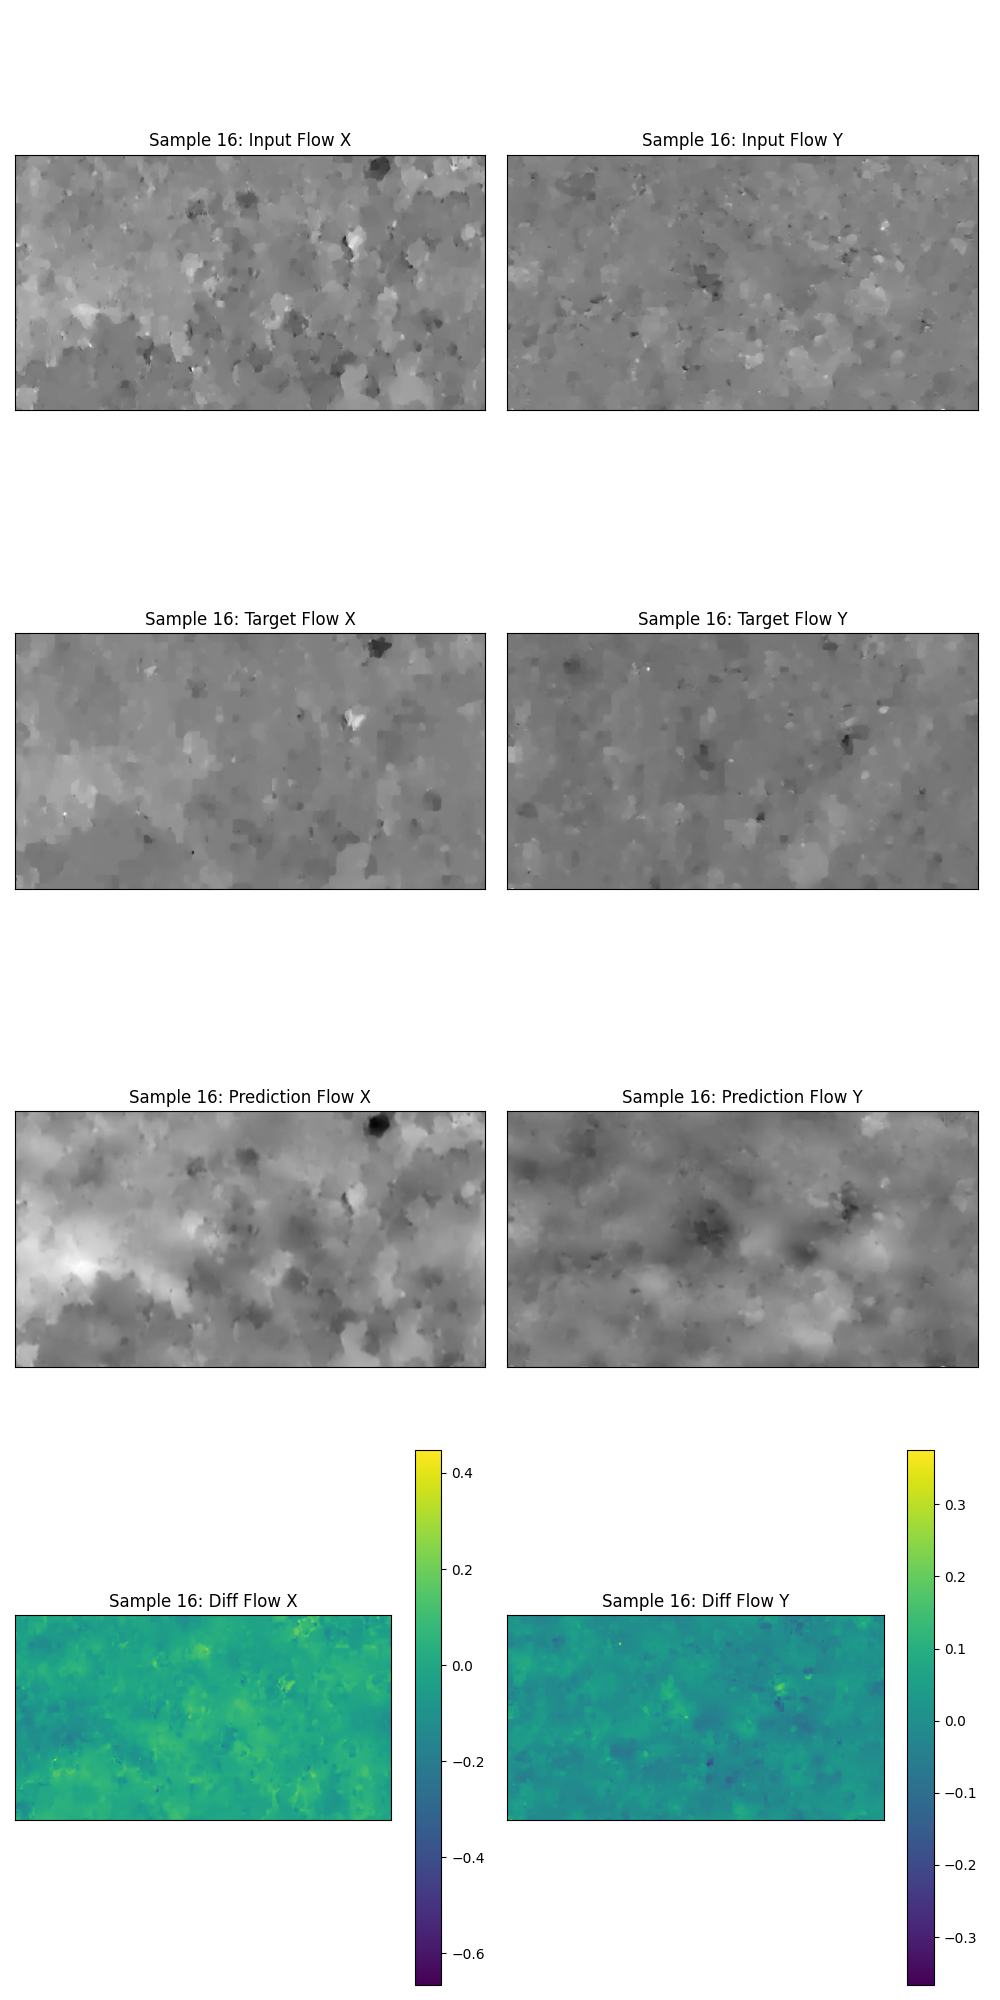 Sample 16: Input Flow X
Sample 16: Input Flow Y
Sample 16: Target Flow X
Sample 16: Target Flow Y
Sample 16: Prediction Flow X
Sample 16: Prediction Flow Y
Sample 16: Diff Flow X
0.4
0.2
0.0
−0.2
−0.4
−0.6
Sample 16: Diff Flow Y
0.3
0.2
0.1
0.0
−0.1
−0.2
−0.3